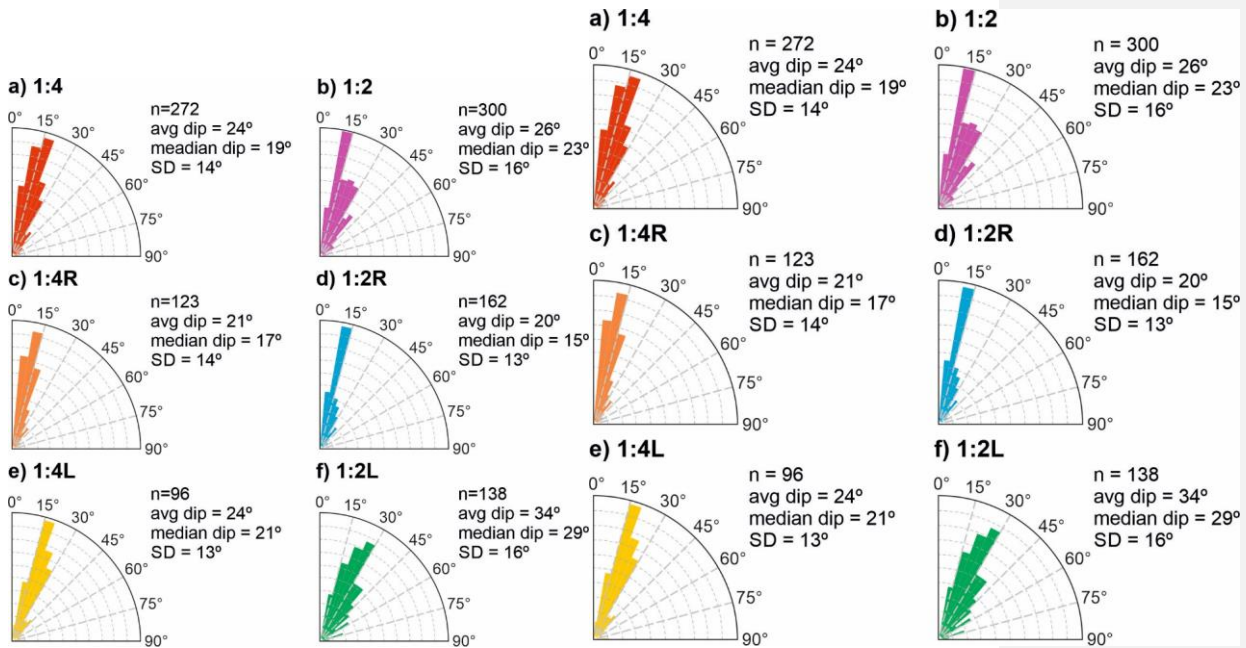 a) 1:4
n=272
avg dip = 24º
meadian dip = 19º
SD = 14º
0°
15°
30°
45°
60°
75°
90°
b) 1:2
n=300
avg dip = 26º
median dip = 23º
SD = 16º
0°
15°
30°
45°
60°
75°
90°
c) 1:4R
n=123
avg dip = 21º
median dip = 17º
SD = 14º
0°
15°
30°
45°
60°
75°
90°
d) 1:2R
n=162
avg dip = 20º
median dip = 15º
SD = 13º
0°
15°
30°
45°
60°
75°
90°
e) 1:4L
n=96
avg dip = 24º
median dip = 21º
SD = 13º
0°
15°
30°
45°
60°
75°
90°
f) 1:2L
n=138
avg dip = 34º
median dip = 29º
SD = 16º
0°
15°
30°
45°
60°
75°
90°
a) 1:4
n = 272
avg dip = 24º
meadian dip = 19º
SD = 14º
0°
15°
30°
45°
60°
75°
90°
b) 1:2
n = 300
avg dip = 26º
median dip = 23º
SD = 16º
0°
15°
30°
45°
60°
75°
90°
c) 1:4R
n = 123
avg dip = 21º
median dip = 17º
SD = 14º
0°
15°
30°
45°
60°
75°
90°
d) 1:2R
n = 162
avg dip = 20º
median dip = 15º
SD = 13º
0°
15°
30°
45°
60°
75°
90°
e) 1:4L
n = 96
avg dip = 24º
median dip = 21º
SD = 13º
0°
15°
30°
45°
60°
75°
90°
f) 1:2L
n = 138
avg dip = 34º
median dip = 29º
SD = 16º
0°
15°
30°
45°
60°
75°
90°